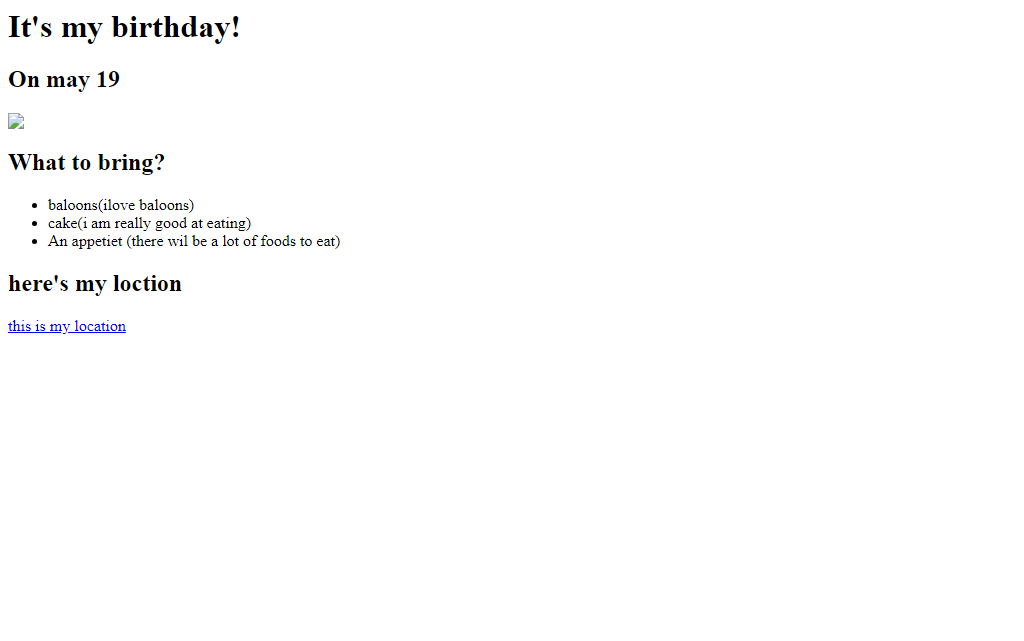 It's my birthday!
On may 19
What to bring?
baloons(ilove baloons)
cake(i am really good at eating)
An appetiet (there wil be a lot of foods to eat)
here's my loction
this is my location